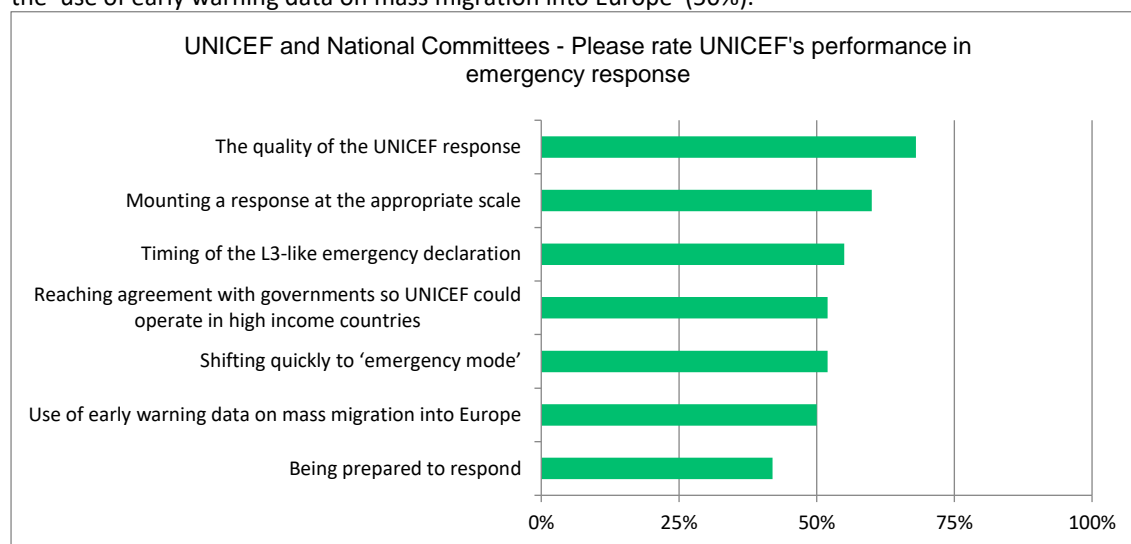 the ‘use of early warning data on mass migration into Europe’ (50%).
UNICEF and National Committees - Please rate UNICEF's performance in
emergency response
The quality of the UNICEF response
Mounting a response at the appropriate scale
Timing of the L3-like emergency declaration
Reaching agreement with governments so UNICEF could
operate in high income countries
Shifting quickly to ‘emergency mode’
Use of early warning data on mass migration into Europe
Being prepared to respond
0% 25% 50% 75% 100%